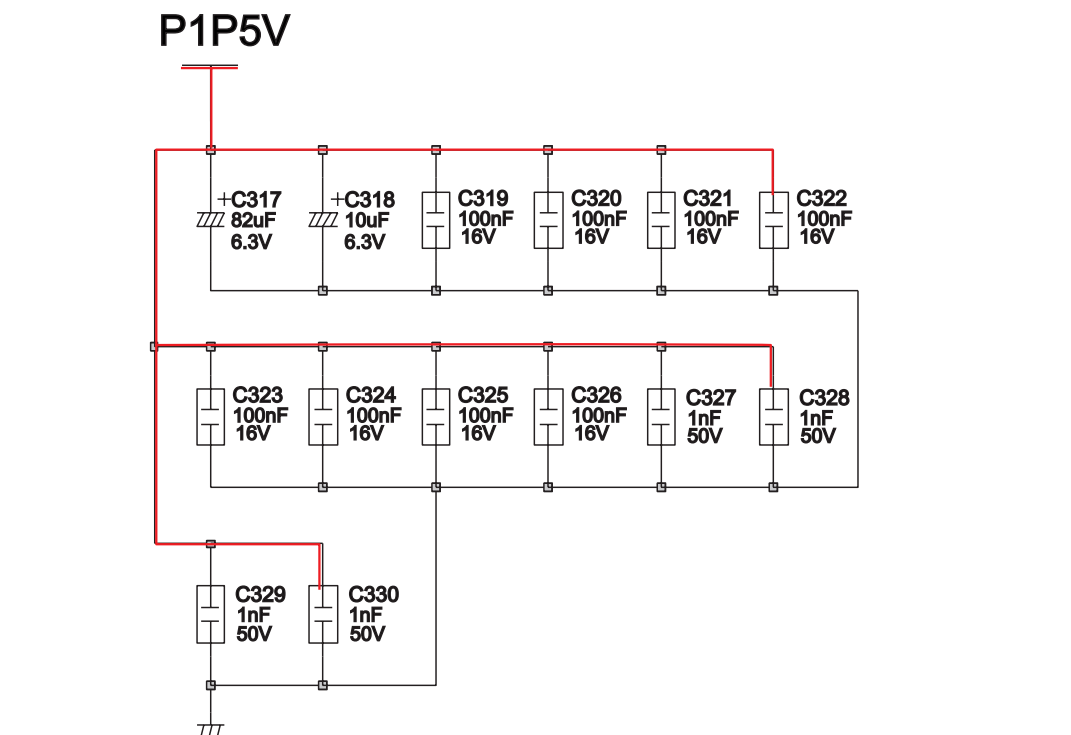 P1P5V
+C317
82uF
6.3V
+C318
10uF
6.3V
C319
100nF
16V
C320
100nF
16V
C321
100nF
16V
C322
100nF
16V
C323
100nF
16V
C324
100nF
16V
C325
100nF
16V
C326
100nF
16V
C327
1nF
50V
C328
1nF
50V
C329
1nF
50V
C330
1nF
50V